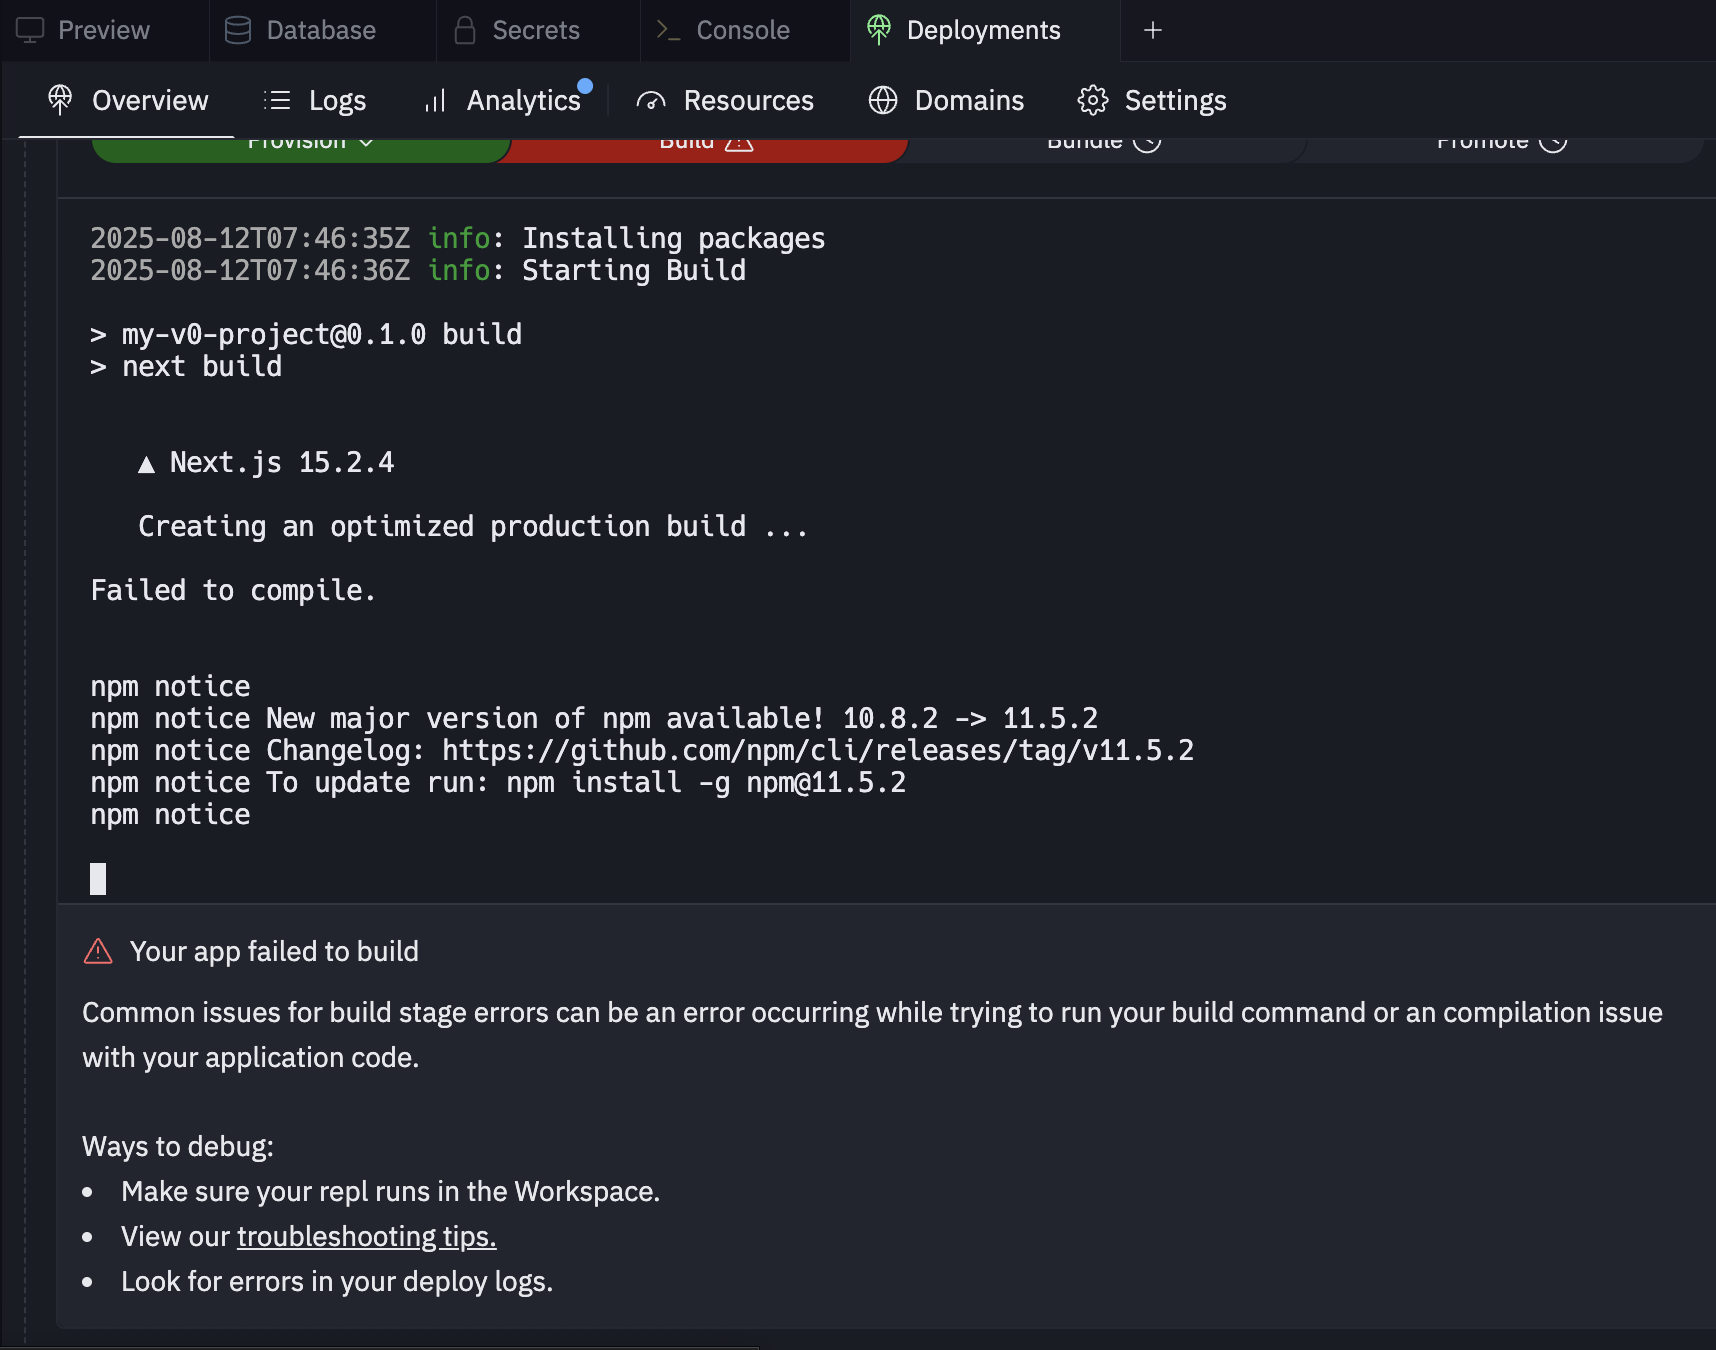 Preview Database Secrets Console Deployments +
Overview Logs Analytics Resources Domains Settings
Provision Build Bundle Promote
2025-08-12T07:46:35Z info: Installing packages
2025-08-12T07:46:36Z info: Starting Build
> my-v0-project@0.1.0 build
> next build
▲ Next.js 15.2.4
Creating an optimized production build ...
Failed to compile.
npm notice
npm notice New major version of npm available! 10.8.2 -> 11.5.2
npm notice Changelog: https://github.com/npm/cli/releases/tag/v11.5.2
npm notice To update run: npm install -g npm@11.5.2
npm notice
Your app failed to build
Common issues for build stage errors can be an error occurring while trying to run your build command or an compilation issue
with your application code.
Ways to debug:
• Make sure your repl runs in the Workspace.
• View our troubleshooting tips.
• Look for errors in your deploy logs.